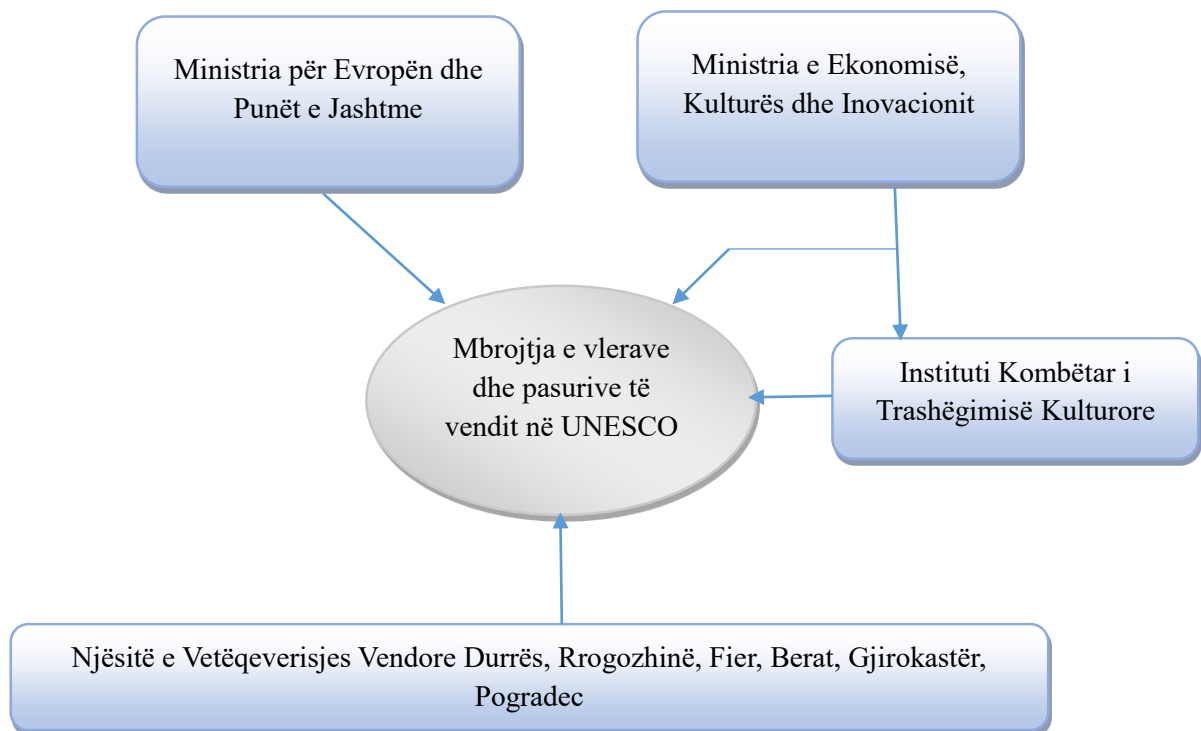 Ministria për Evropën dhe
Punët e Jashtme
Ministria e Ekonomisë,
Kulturës dhe Inovacionit
Mbrojtja e vlerave
dhe pasurive të
vendit në UNESCO
Instituti Kombëtar i
Trashëgimisë Kulturore
Njësitë e Vetëqeverisjes Vendore Durrës, Rrogozhinë, Fier, Berat, Gjirokastër,
Pogradec